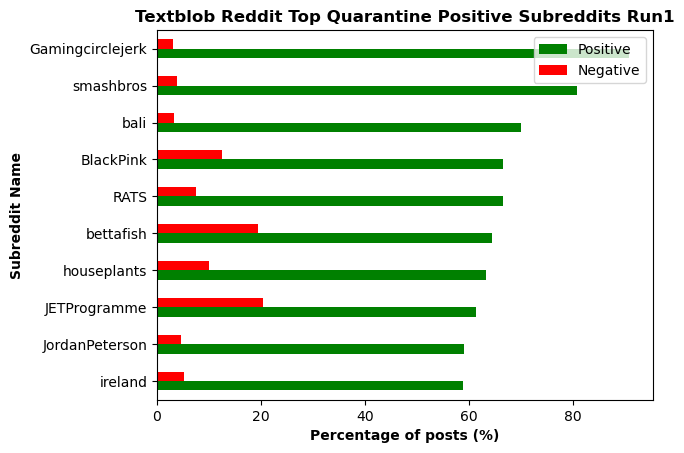 Textblob Reddit Top Quarantine Positive Subreddits Run1
Positive
Negative
Gamingcirclejerk
smashbros
bali
BlackPink
RATS
bettafish
houseplants
JETProgramme
JordanPeterson
ireland
Subreddit Name
0 20 40 60 80
Percentage of posts (%)